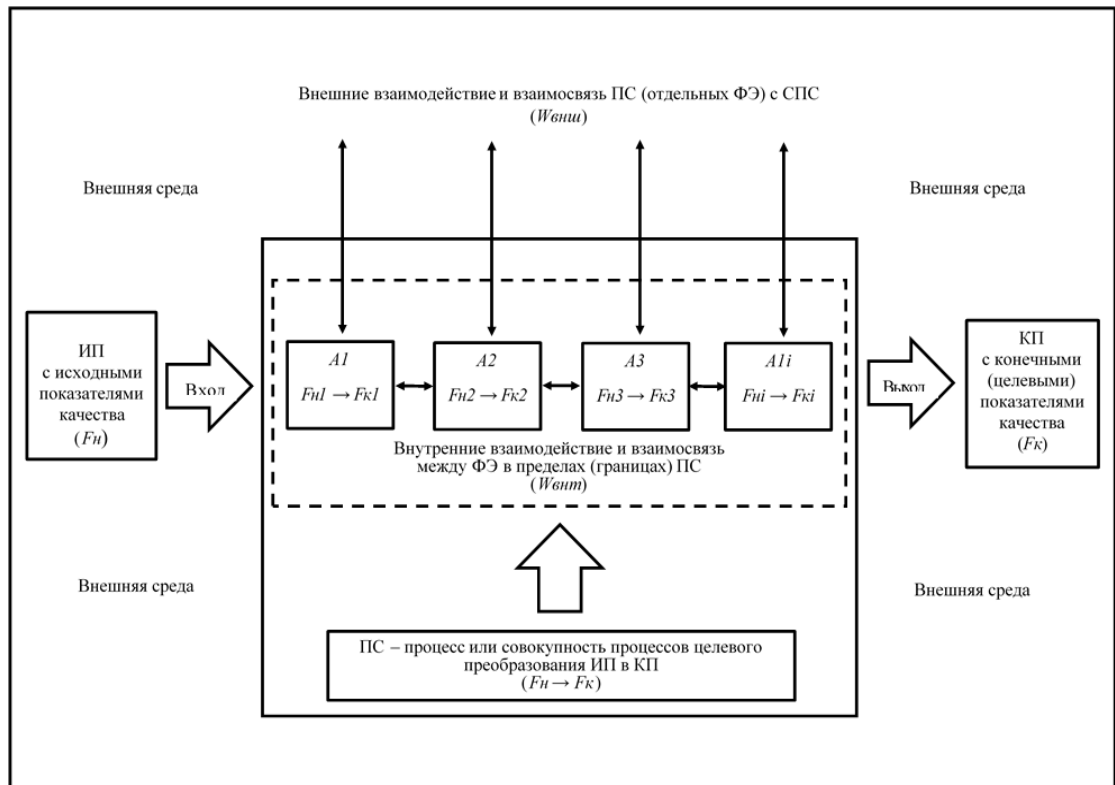 Внешние взаимодействие и взаимосвязь ПС (отдельных ФЭ) с СПС
(Wвнш)
Внешняя среда
Внешняя среда
ИП
с исходными
показателями
качества
(Fн)
Вход
A1
Fн1 → Fк1
A2
Fн2 → Fк2
A3
Fн3 → Fк3
A1i
Fнi → Fкi
Внутренние взаимодействие и взаимосвязь
между ФЭ в пределах (границах) ПС
(Wвнт)
Выход
КП
с конечными
(целевыми)
показателями
качества
(Fк)
Внешняя среда
Внешняя среда
ПС – процесс или совокупность процессов целевого
преобразования ИП в КП
(Fн → Fк)